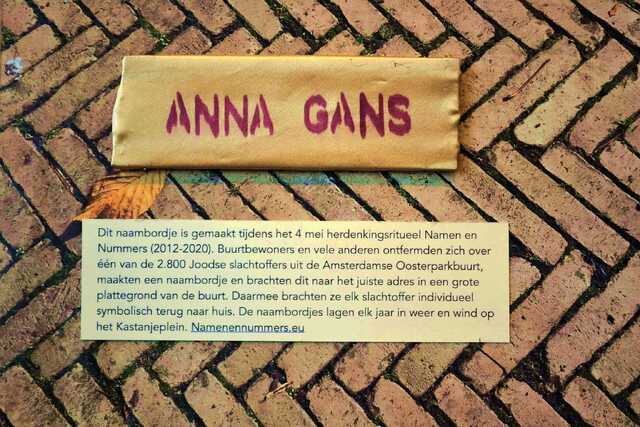 ANNA GANS
Dit naambordje is gemaakt tijdens het 4 mei herdenkingsritueel Namen en
Nummers (2012-2020). Buurtbewoners en vele anderen ontfermden zich over
één van de 2.800 Joodse slachtoffers uit de Amsterdamse Oosterparkbuurt,
maakten een naambordje en brachten dit naar het juiste adres in een grote
plattegrond van de buurt. Daarmee brachten ze elk slachtoffer individueel
symbolisch terug naar huis. De naambordjes lagen elk jaar in weer en wind op
het Kastanjeplein. Namenennummers.eu